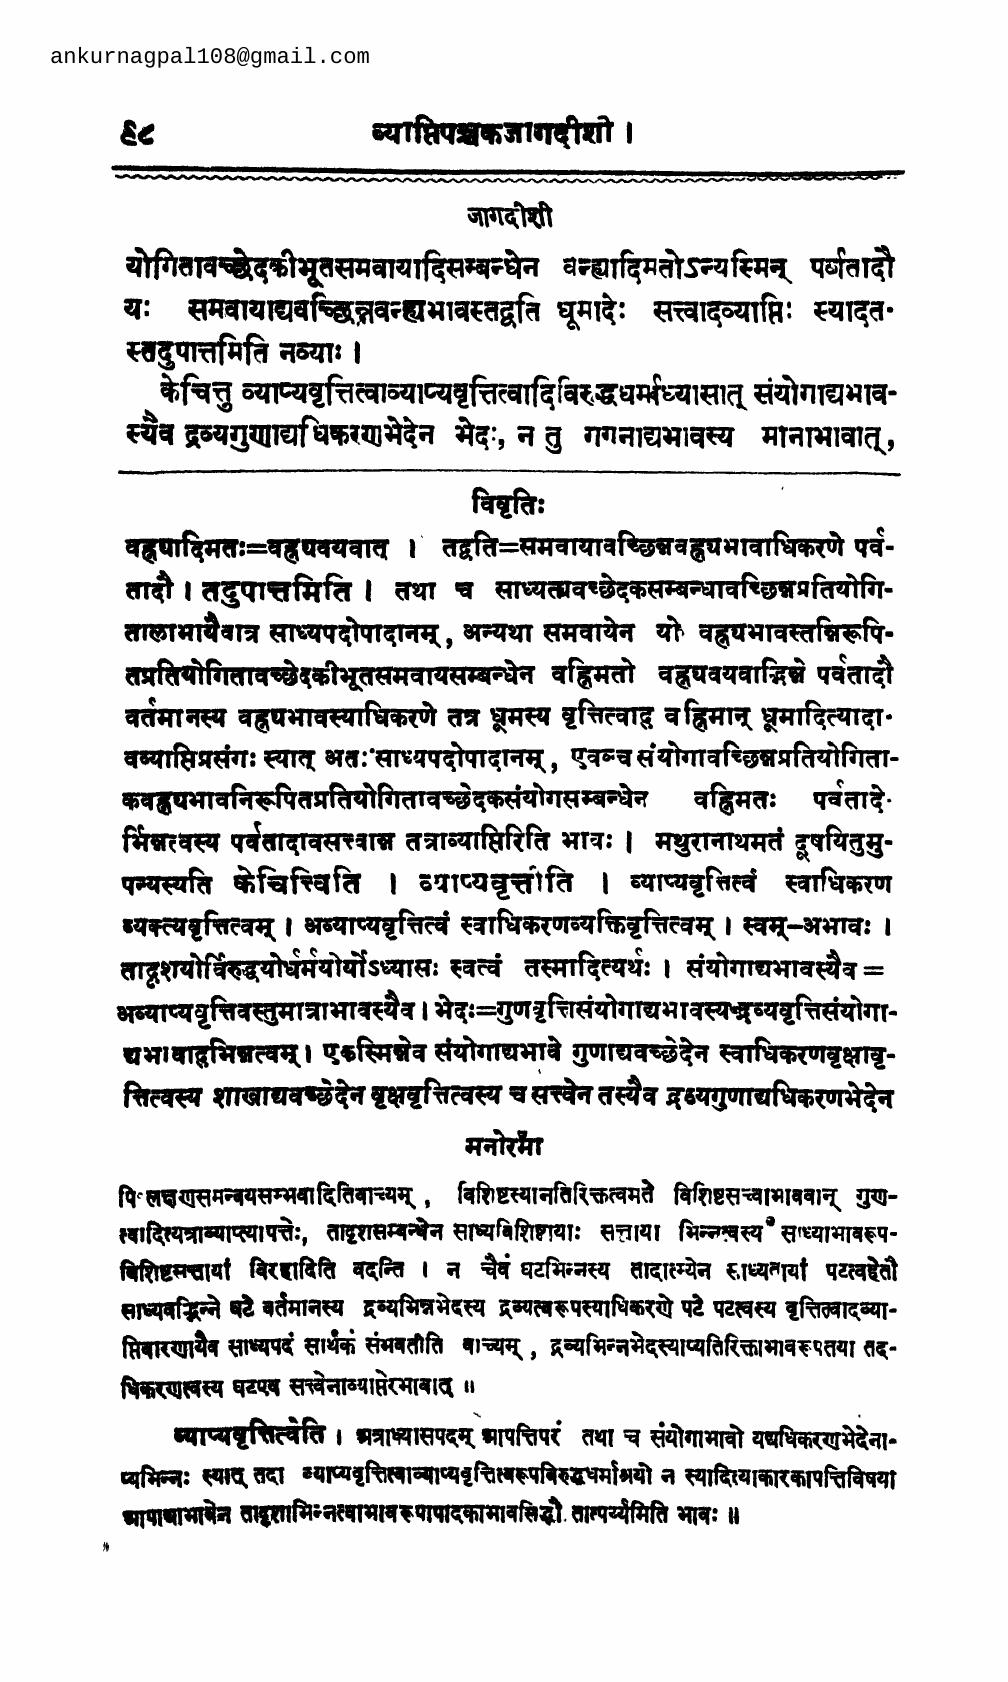 ankurnagpal108@gmail.com
६८ व्याप्तिपञ्चकजागदीशी ।
जागदीशी
योगितावच्छेदकीभूतसमवायादिसम्बन्धेन वन्ह्यादिमतोऽन्यस्मिन् पर्वतादौ
यः समवायाद्यवच्छिन्नवन्ह्यभावस्तद्वति धूमादेः सत्त्वादव्याप्तिः स्यादत-
स्तदुपात्तमिति नव्याः ।
केचित्तु व्याप्यवृत्तित्वाव्याप्यवृत्तित्वादिविरुद्धधर्माध्यासात् संयोगाद्यभाव-
स्यैव द्रव्यगुणाद्यधिकरणभेदेन भेदः, न तु गगनाद्यभावस्य मानाभावात्,
विवृतिः
वह्न्यादिमतः=वह्न्यवयवात् । तद्वति=समवायावच्छिन्नवह्न्यभावाधिकरणे पर्व-
तादौ । तदुपात्तमिति । तथा च साध्यताव‍च्छेदकसम्बन्धावच्छिन्नप्रतियोगि-
तालाभायैवात्र साध्यपदोपादानम्, अन्यथा समवायेन यो वह्न्यभावस्तन्निरूपि-
तप्रतियोगितावच्छेदकीभूतसमवायसम्बन्धेन वह्निमतो वह्न्यवयवाद्भिन्ने पर्वतादौ
वर्तमानस्य वह्न्यभावस्याधिकरणे तत्र धूमस्य वृत्तित्वाद् वह्निमान् धूमादित्यादा-
वव्याप्तिप्रसंगः स्यात् अतः साध्यपदोपादानम्, एवञ्च संयोगावच्छिन्नप्रतियोगिता-
कवह्न्यभावनिरूपितप्रतियोगितावच्छेदकसंयोगसम्बन्धेन वह्निमतः पर्वतादे-
र्भिन्नत्वस्य पर्वतादावसत्त्वान्न तत्राव्याप्तिरिति भावः । मथुरानाथमतं दूषयितुमु-
पन्यस्यति केचित्त्विति । व्याप्यवृत्तीति । व्याप्यवृत्तित्वं स्वाधिकरण
व्यक्त्यवृत्तित्वम् । अव्याप्यवृत्तित्वं स्वाधिकरणव्यक्तिवृत्तित्वम् । स्वम्–अभावः ।
तादृशयोर्विरुद्धयोर्धर्मयोर्योऽध्यासः स्वत्वं तस्मादित्यर्थः । संयोगाद्यभावस्यैव =
अव्याप्यवृत्तिवस्तुमात्राभावस्यैव । भेदः=गुणवृत्तिसंयोगाद्यभावस्य द्रव्यवृत्तिसंयोगा-
द्यभावाद्भिन्नत्वम् । एकस्मिन्नेव संयोगाद्यभावे गुणाद्यवच्छेदेन स्वाधिकरणवृक्षावृ-
त्तित्वस्य शाखाद्यवच्छेदेन वृक्षवृत्तित्वस्य च सत्त्वेन तस्यैव द्रव्यगुणाद्यधिकरणभेदेन
मनोरमा
पि लक्षणसमन्वयसम्भवादितिवाच्यम्, विशिष्टस्यानतिरिक्तत्वमते विशिष्टसत्त्वाभाववान् गुण-
त्वादित्यत्राव्याप्त्यापत्तेः, तादृशसम्बन्धेन साध्यविशिष्टायाः सत्ताया भिन्नत्वस्य साध्याभावरूप-
विशिष्टसत्तायां विरहादिति वदन्ति । न चैवं घटभिन्नस्य तादात्म्येन साध्यतायां पटत्वहेतौ
साध्यवद्भिन्ने घटे वर्तमानस्य द्रव्यभिन्नभेदस्य द्रव्यत्वरूपस्याधिकरणे पटे पटत्वस्य वृत्तित्वादव्या-
प्तिवारणायैव साध्यपदं सार्थकं संभवतीति वाच्यम्, द्रव्यभिन्नभेदस्याप्यतिरिक्ताभावरूपतया तद-
धिकरणत्वस्य घटएव सत्त्वेनाव्याप्तेरभावात् ॥
व्याप्यवृत्तित्वेति । अत्राध्यासपदम् आपत्तिपरं तथा च संयोगाभावो यद्यधिकरणभेदेना-
प्यभिन्नः स्यात् तदा व्याप्यवृत्तित्वाव्याप्यवृत्तित्वरूपविरुद्धधर्माश्रयो न स्यादित्याकारकापत्तिविषया
आपाद्याभावेन तादृशाभिन्नत्वाभावरूपापादकाभावसिद्धौ तात्पर्य्यमिति भावः ॥